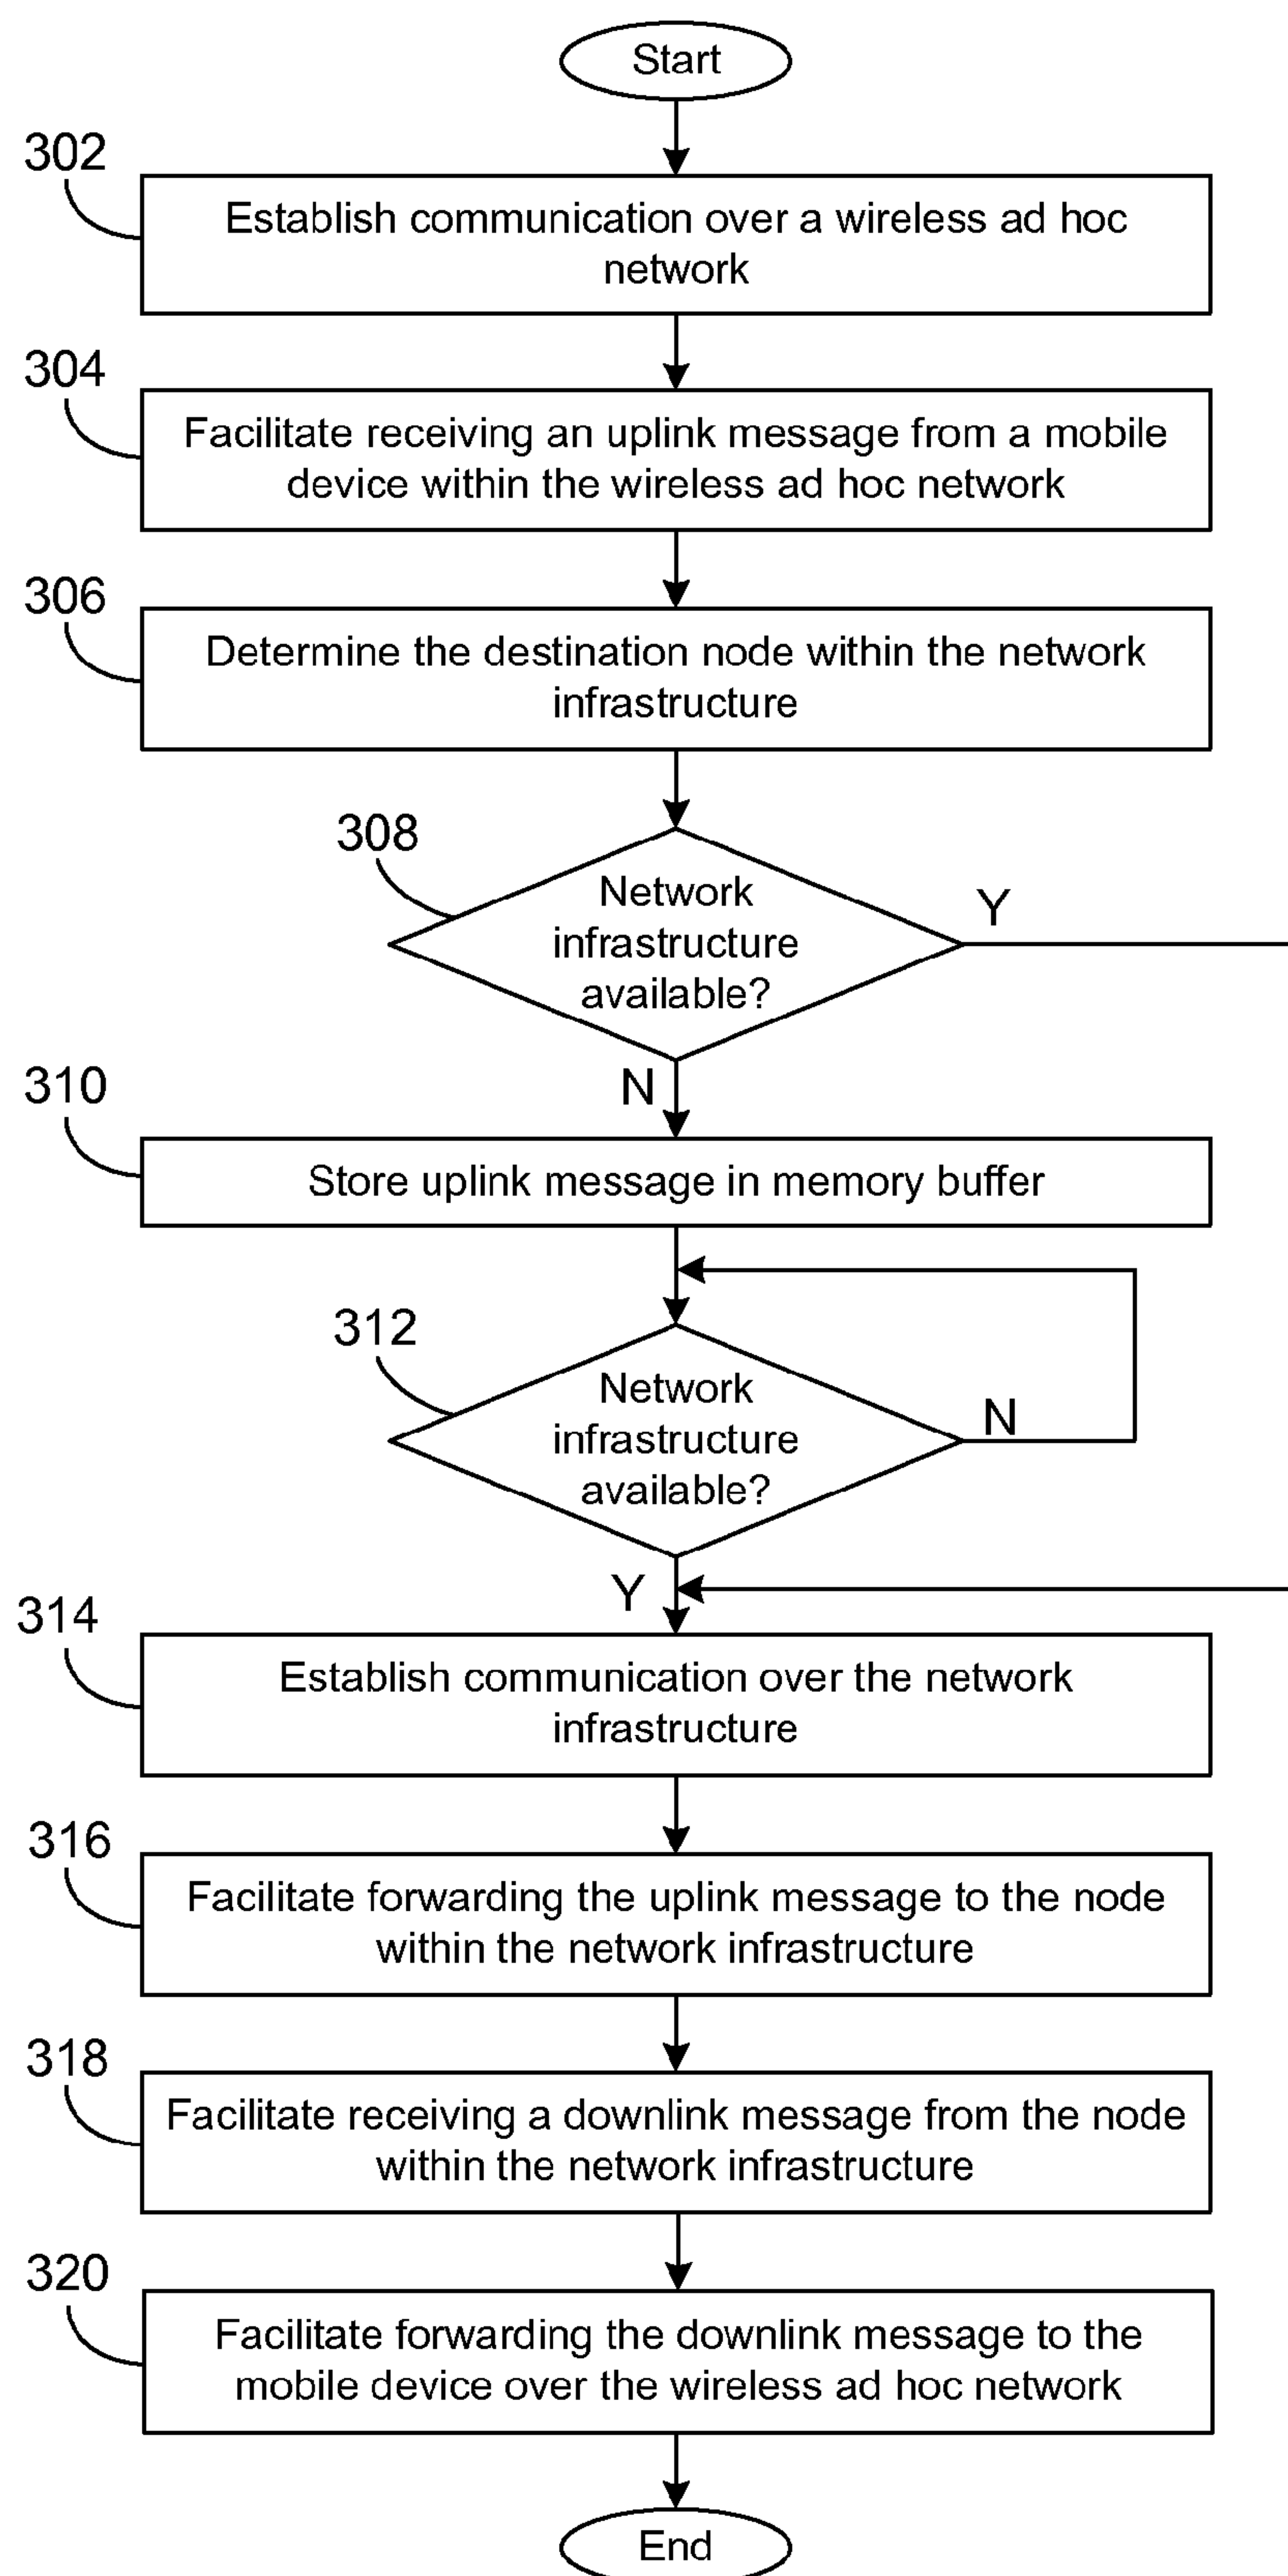 Start
302
Establish communication over a wireless ad hoc
network
304
Facilitate receiving an uplink message from a mobile
device within the wireless ad hoc network
306
Determine the destination node within the network
infrastructure
308
Network
infrastructure
available?
Y
N
310
Store uplink message in memory buffer
312
Network
infrastructure
available?
N
Y
314
Establish communication over the network
infrastructure
316
Facilitate forwarding the uplink message to the node
within the network infrastructure
318
Facilitate receiving a downlink message from the node
within the network infrastructure
320
Facilitate forwarding the downlink message to the
mobile device over the wireless ad hoc network
End